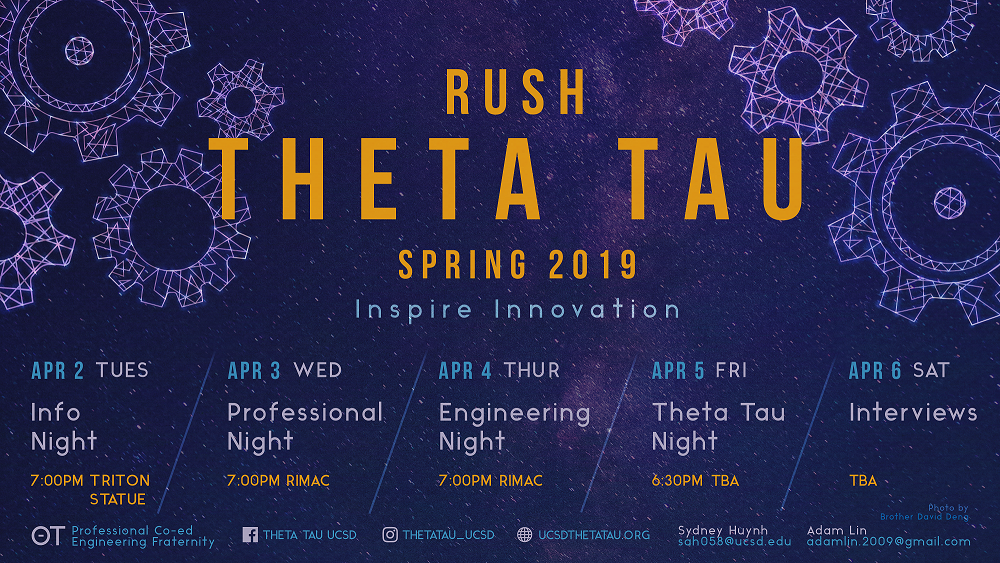 RUSH
THETA TAU
SPRING 2019
Inspire Innovation
APR 2 TUES
Info
Night
7:00PM TRITON
STATUE
APR 3 WED
Professional
Night
7:00PM RIMAC
APR 4 THUR
Engineering
Night
7:00PM RIMAC
APR 5 FRI
Theta Tau
Night
6:30PM TBA
APR 6 SAT
Interviews
TBA
Photo by
Brother David Deng
ΘΤ
Professional Co-ed
Engineering Fraternity
THETA TAU UCSD
THETATAU_UCSD
UCSDTHETATAU.ORG
Sydney Huynh
sqh058@ucsd.edu
Adam Lin
adamlin.2009@gmail.com